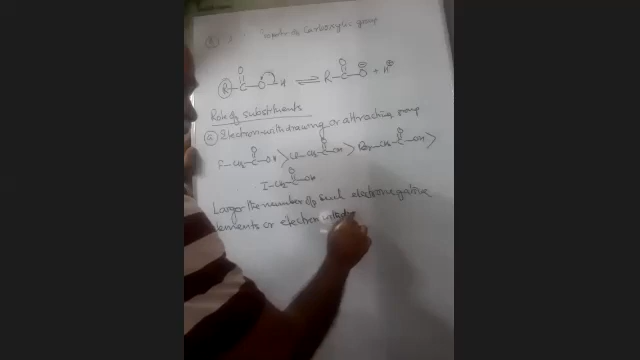 of Carboxylic group
R-C-O-H ⇌ R-C-O⊖ + H⊕
Role of substituents
Electron withdrawing or attracting group
F-CH2-C-OH > Cl-CH2-C-OH > Br-CH2-C-OH >
I-CH2-C-OH
Larger the number of such electronegative
elements or electron